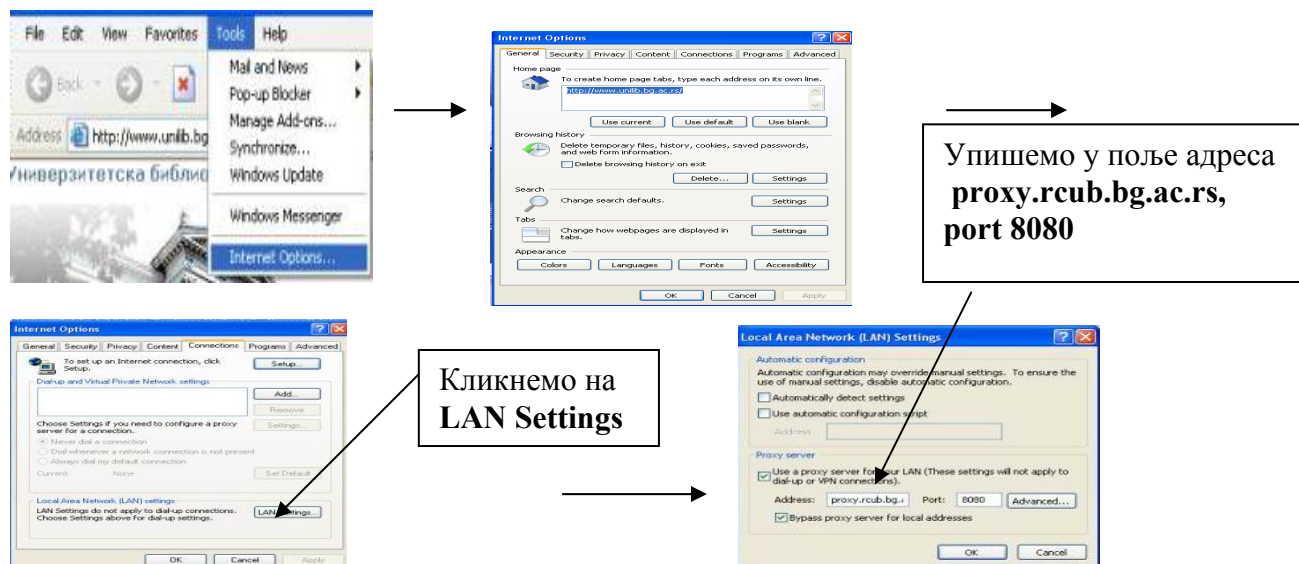 File Edit View Favorites Tools Help
Back
Mail and News
Pop-up Blocker
Manage Add-ons...
Synchronize...
Windows Update
Windows Messenger
Internet Options...
Address http://www.unilb.bg
Универзитетска библио
Internet Options
General Security Privacy Content Connections Programs Advanced
Home page
To create home page tabs, type each address on its own line.
http://www.unilib.bg.ac.rs/
Use current Use default Use blank
Browsing history
Delete temporary files, history, cookies, saved passwords,
and web form information.
Delete browsing history on exit
Delete... Settings
Search
Change search defaults. Settings
Tabs
Change how webpages are displayed in
tabs. Settings
Appearance
Colors Languages Fonts Accessibility
OK Cancel Apply
Упишемо у поље адреса
proxy.rcub.bg.ac.rs,
port 8080
Internet Options
General Security Privacy Content Connections Programs Advanced
To set up an Internet connection, click
Setup. Setup...
Dial-up and Virtual Private Network settings
Add...
Remove
Choose Settings if you need to configure a proxy
server for a connection. Settings...
Never dial a connection
Dial whenever a network connection is not present
Always dial my default connection
Current None Set Default
Local Area Network (LAN) settings
LAN Settings do not apply to dial-up connections.
Choose Settings above for dial-up settings.
LAN settings...
OK Cancel Apply
Кликнемо на
LAN Settings
Local Area Network (LAN) Settings
Automatic configuration
Automatic configuration may override manual settings. To ensure the
use of manual settings, disable automatic configuration.
Automatically detect settings
Use automatic configuration script
Address
Proxy server
Use a proxy server for your LAN (These settings will not apply to
dial-up or VPN connections).
Address: proxy.rcub.bg.a Port: 8080 Advanced...
Bypass proxy server for local addresses
OK Cancel